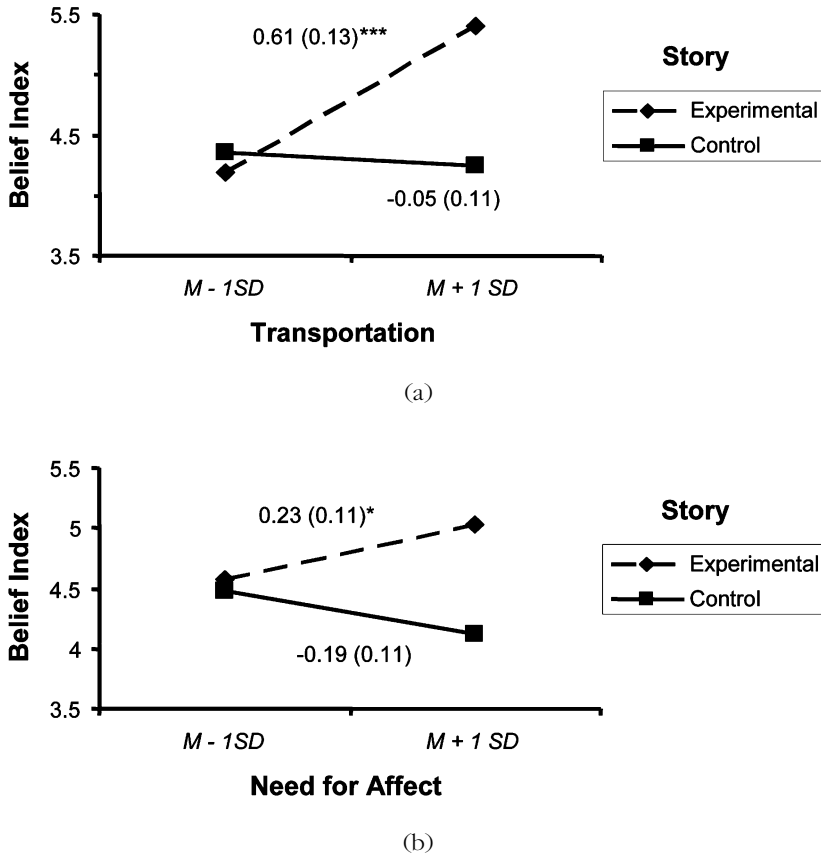 5.5
0.61 (0.13)***
Story
Experimental
Control
Belief Index
4.5
-0.05 (0.11)
3.5
M - 1SD
M + 1 SD
Transportation
(a)
5.5
0.23 (0.11)*
Story
5
Experimental
Control
Belief Index
4.5
4
-0.19 (0.11)
3.5
M - 1SD
M + 1 SD
Need for Affect
(b)